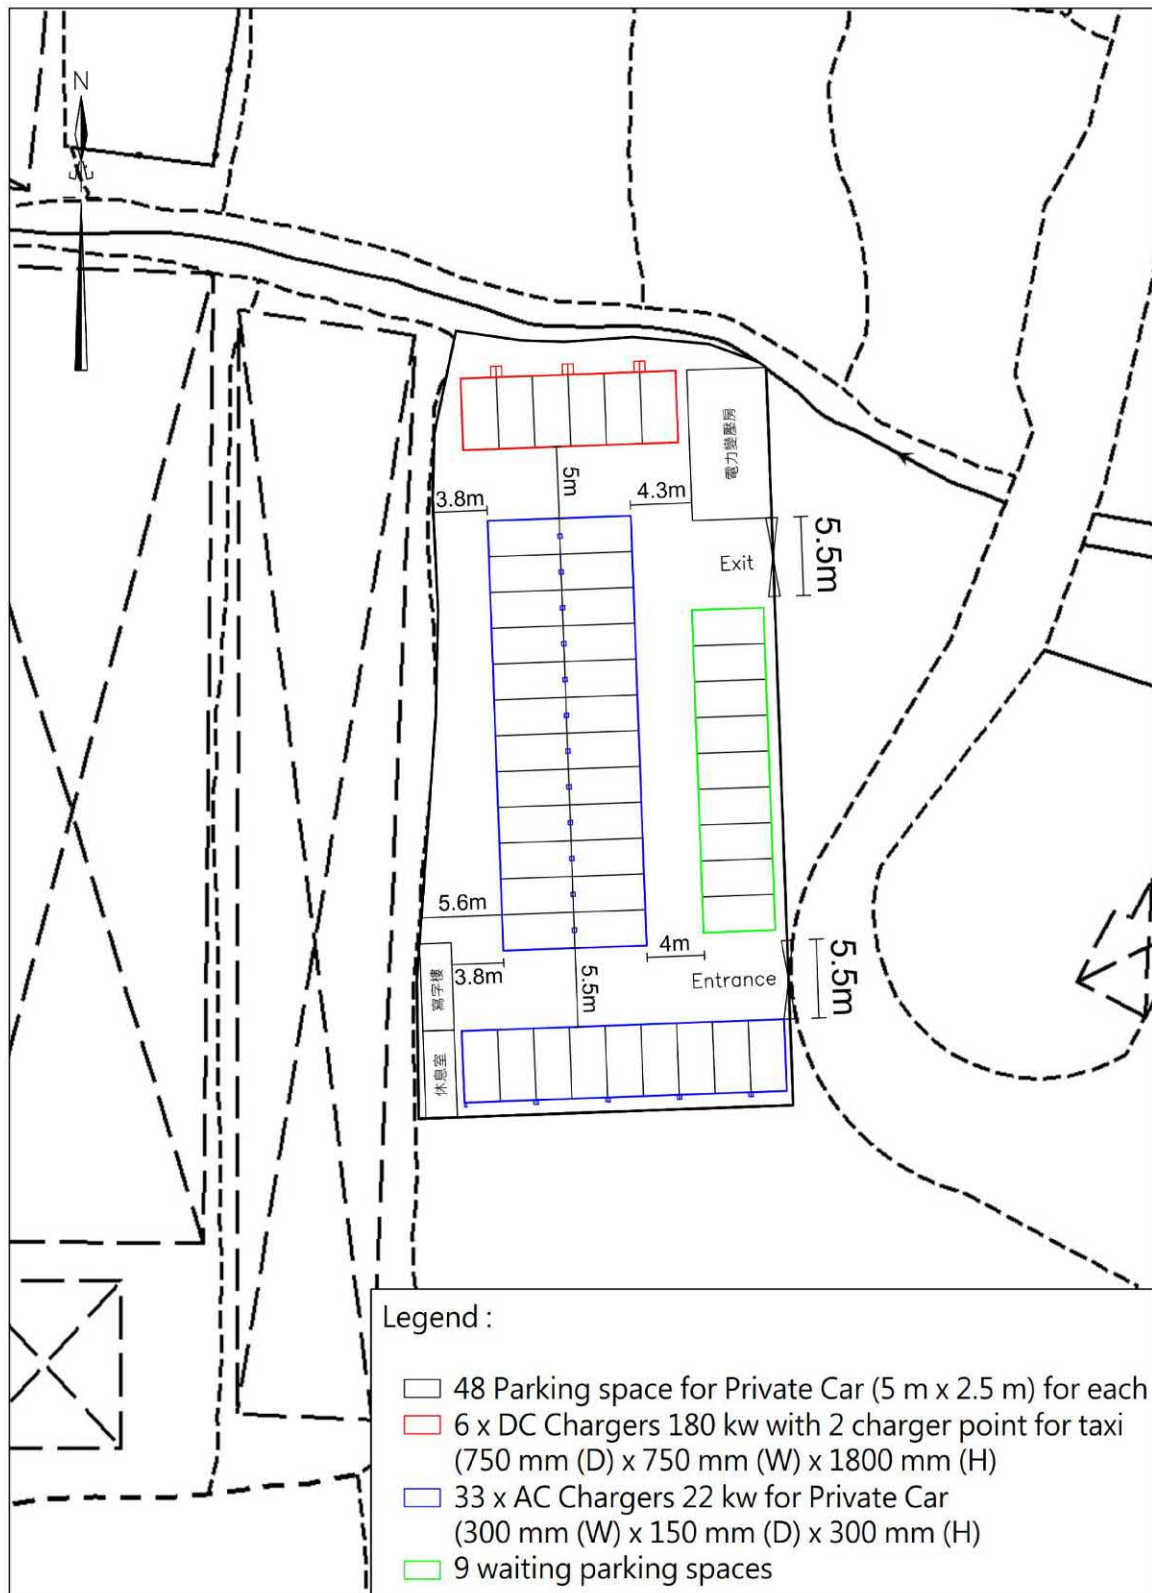 N
電力變壓房
5m
3.8m
4.3m
5.5m
Exit
5.6m
4m
5.5m
3.8m
寫字樓
5.5m
Entrance
休息室
Legend :
48 Parking space for Private Car (5 m x 2.5 m) for each
6 x DC Chargers 180 kw with 2 charger point for taxi
(750 mm (D) x 750 mm (W) x 1800 mm (H)
33 x AC Chargers 22 kw for Private Car
(300 mm (W) x 150 mm (D) x 300 mm (H)
9 waiting parking spaces